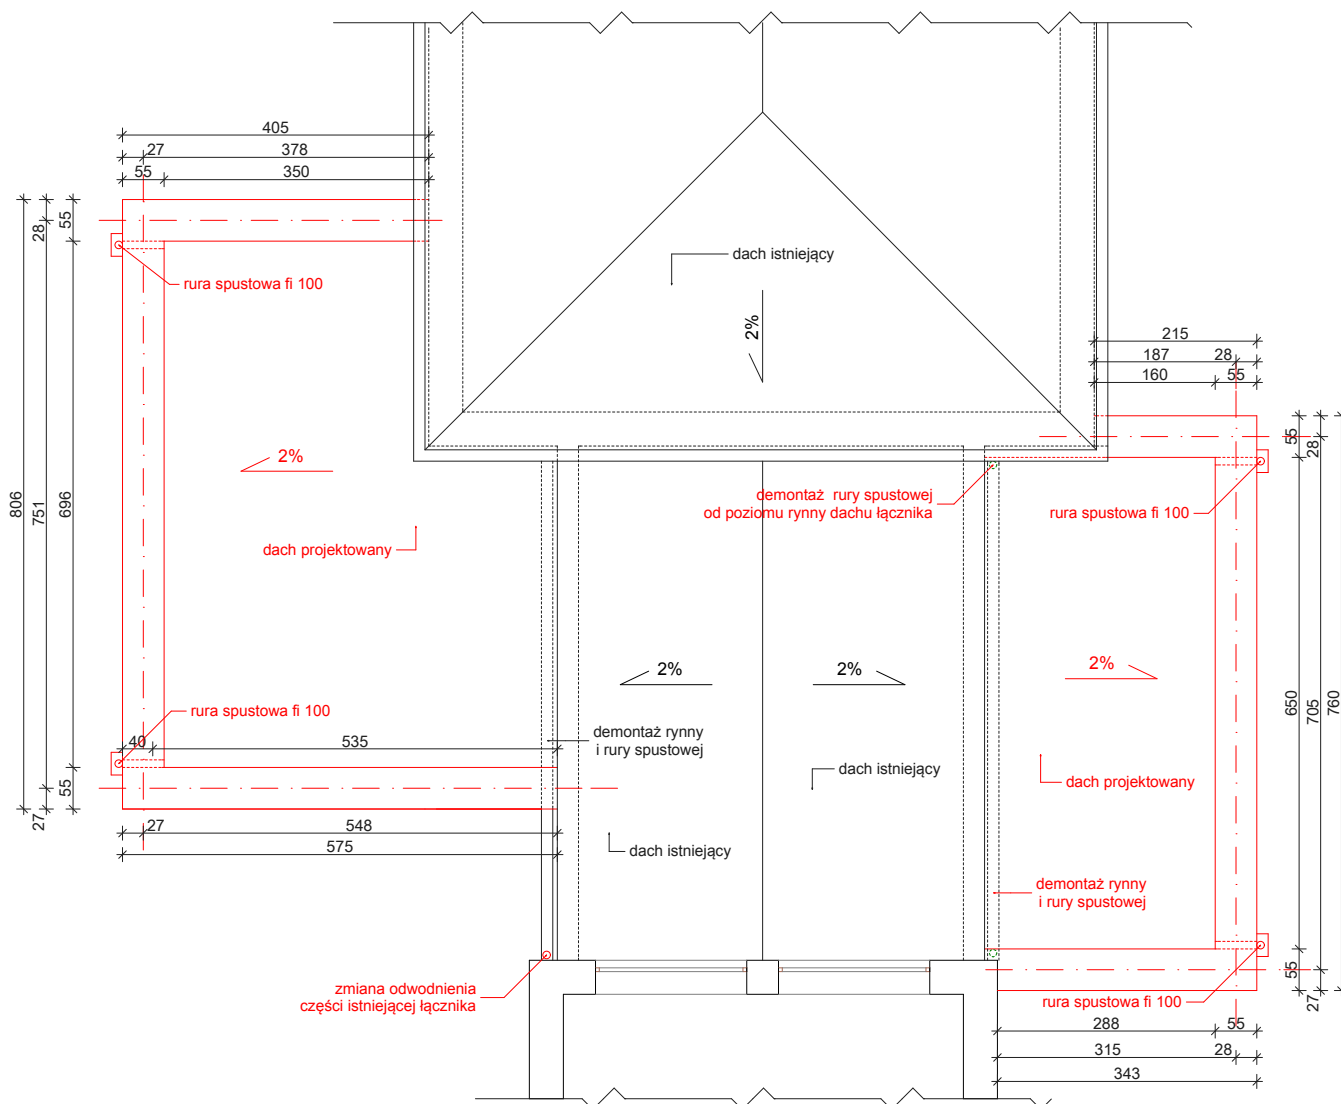 405
27 378
55 350
28
55
rura spustowa fi 100
dach istniejący
2%
215
187 28
160 55
55
28
2%
806
751
696
dach projektowany
demontaż rury spustowej
od poziomu rynny dachu łącznika
rura spustowa fi 100
2%
2%
2%
650
705
760
rura spustowa fi 100
40 535
demontaż rynny
i rury spustowej
dach istniejący
dach projektowany
55
27
27 548
575
dach istniejący
demontaż rynny
i rury spustowej
zmiana odwodnienia
części istniejącej łącznika
rura spustowa fi 100
55
27
288 55
315 28
343